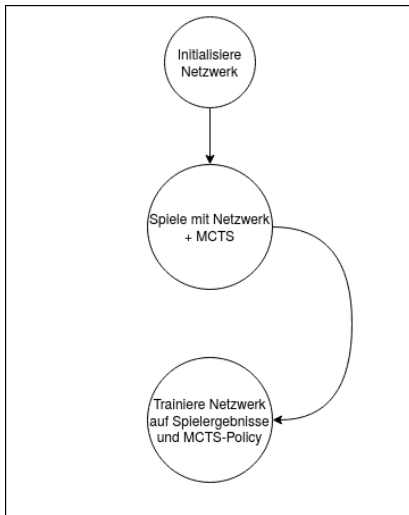 Initialisiere
Netzwerk
Spiele mit Netzwerk
+ MCTS
Trainiere Netzwerk
auf Spielergebnisse
und MCTS-Policy